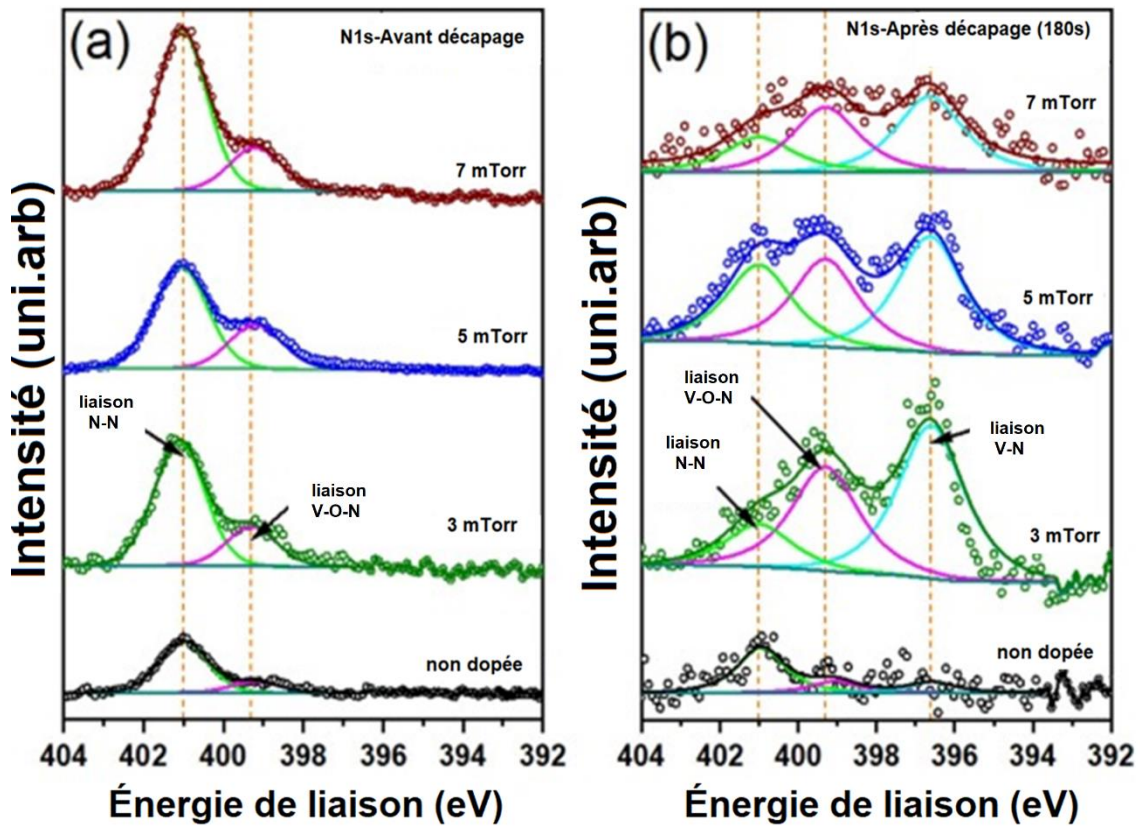 (a)
N1s-Avant décapage
7 mTorr
5 mTorr
liaison
N-N
liaison
V-O-N
3 mTorr
non dopée
404 402 400 398 396 394 392
Énergie de liaison (eV)
Intensité (uni.arb)
(b)
N1s-Après décapage (180s)
7 mTorr
5 mTorr
liaison
V-O-N
liaison
N-N
liaison
V-N
3 mTorr
non dopée
404 402 400 398 396 394 392
Énergie de liaison (eV)
Intensité (uni.arb)